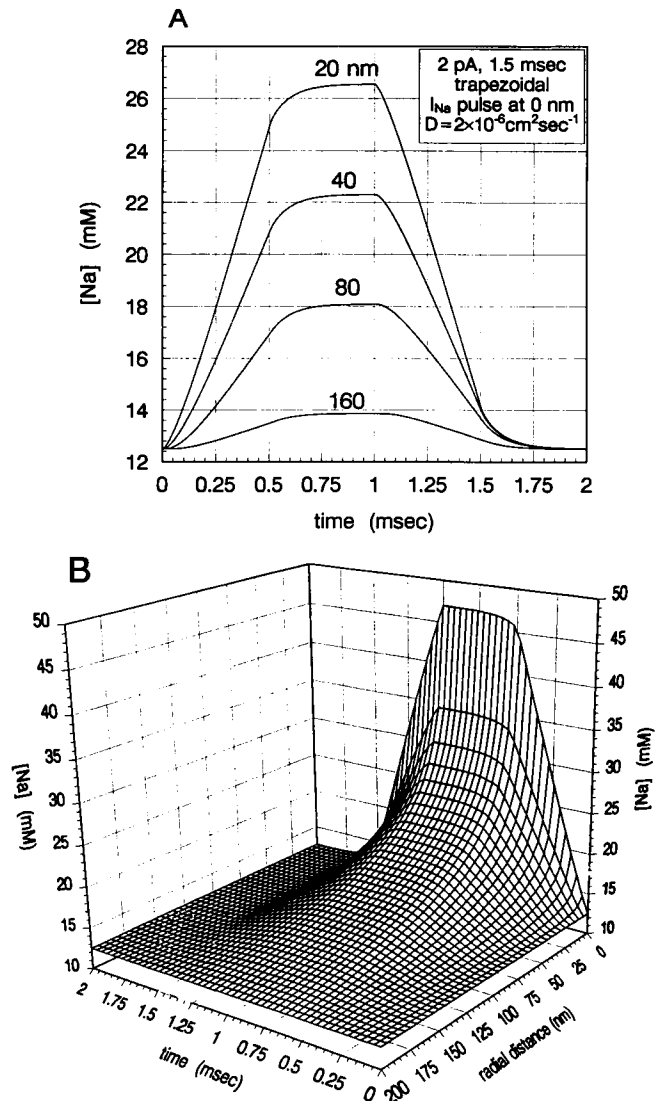 A
28
26
24
22
20
18
16
14
12
[Na] (mM)
20 nm
40
80
160
2 pA, 1.5 msec
trapezoidal
I_Na pulse at 0 nm
D=2×10⁻⁶cm²sec⁻¹
0 0.25 0.5 0.75 1 1.25 1.5 1.75 2
time (msec)
B
50
45
40
35
30
25
20
15
10
[Na] (mM)
50
45
40
35
30
25
20
15
10
[Na] (mM)
2 1.75 1.5 1.25 1 0.75 0.5 0.25 0
time (msec)
200 175 150 125 100 75 50 25 0
radial distance (nm)